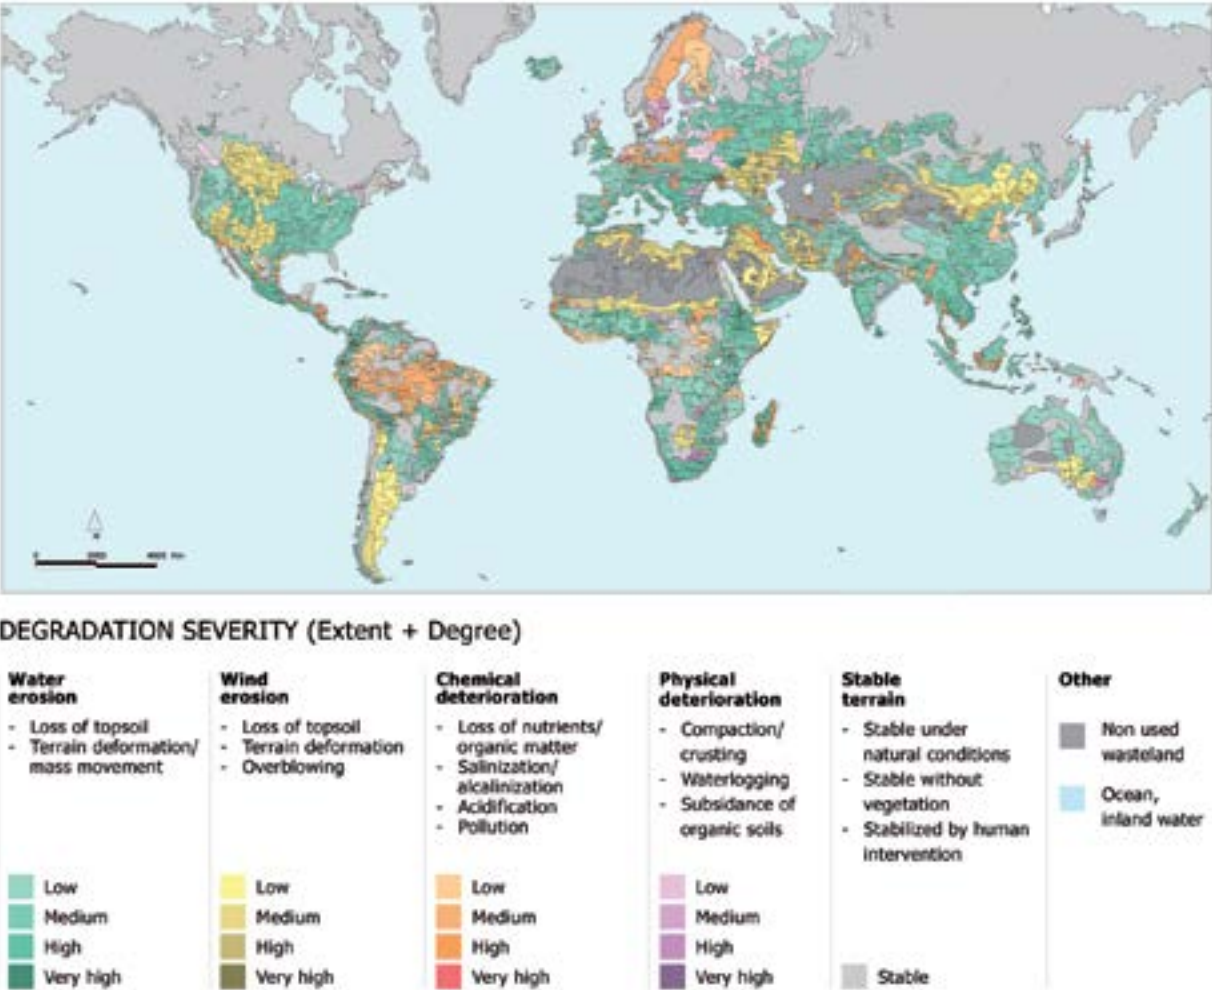 N
0
DEGRADATION SEVERITY (Extent + Degree)
Water
erosion
- Loss of topsoil
- Terrain deformation/
mass movement
Low
Medium
High
Very high
Wind
erosion
- Loss of topsoil
- Terrain deformation
- Overblowing
Low
Medium
High
Very high
Chemical
deterioration
- Loss of nutrients/
organic matter
- Salinization/
alcalinization
- Acidification
- Pollution
Low
Medium
High
Very high
Physical
deterioration
- Compaction/
crusting
- Waterlogging
- Subsidance of
organic soils
Low
Medium
High
Very high
Stable
terrain
- Stable under
natural conditions
- Stable without
vegetation
- Stabilized by human
intervention
Stable
Other
Non used
wasteland
Ocean,
inland water